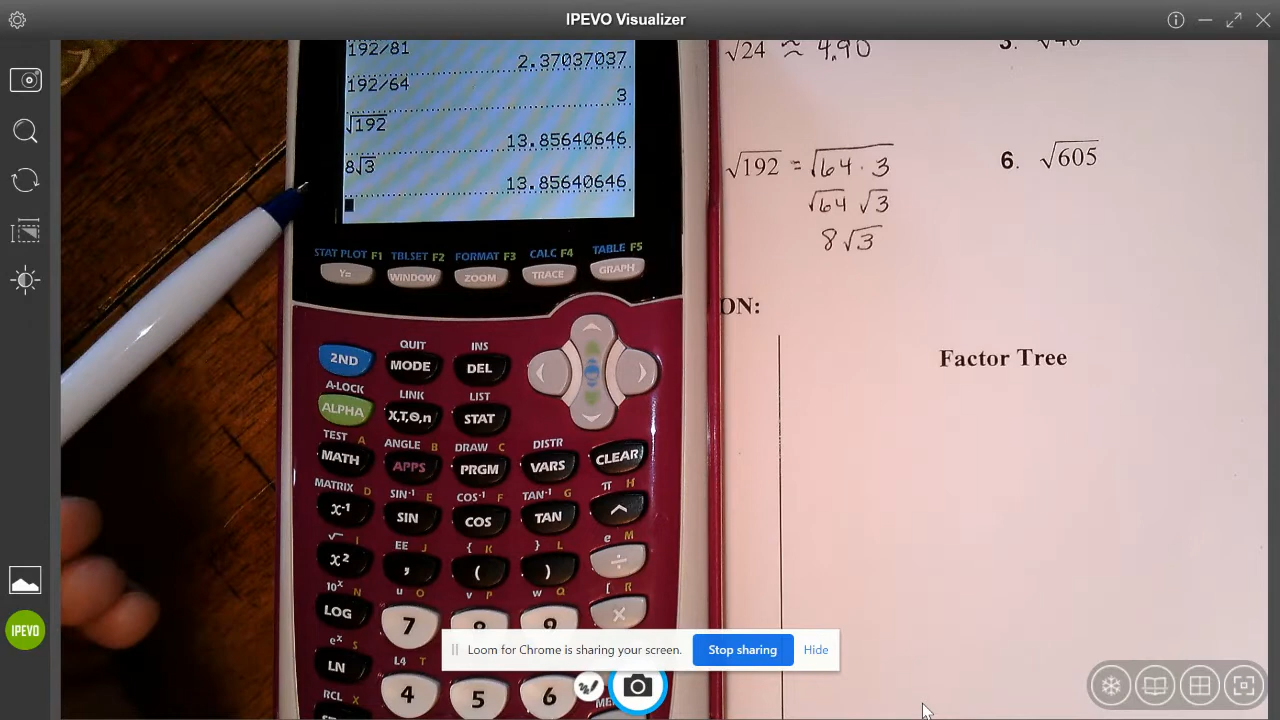 IPEVO Visualizer
192/81
2.37037037
192/64
3
√192
13.85640646
8√3
13.85640646
√24 ≈ 4.90
3.
√192 = √64 · 3
√64 √3
8√3
6. √605
ON:
Factor Tree
STAT PLOT F1 TBLSET F2 FORMAT F3 CALC F4 TABLE F5
Y= WINDOW ZOOM TRACE GRAPH
QUIT INS
2ND MODE DEL
A-LOCK LINK LIST
ALPHA X,T,Θ,n STAT
TEST A ANGLE B DRAW C DISTR
MATH APPS PRGM VARS CLEAR
MATRIX D SIN-1 E COS-1 F TAN-1 G π H
x-1 SIN COS TAN ^
√ I EE J { K } L e M
x² , ( ) ÷
10x N u O v P w Q [ R
LOG 7 8 9 ×
ex S L4 T
LN 4 5 6
RCL X
IPEVO
Loom for Chrome is sharing your screen. Stop sharing Hide